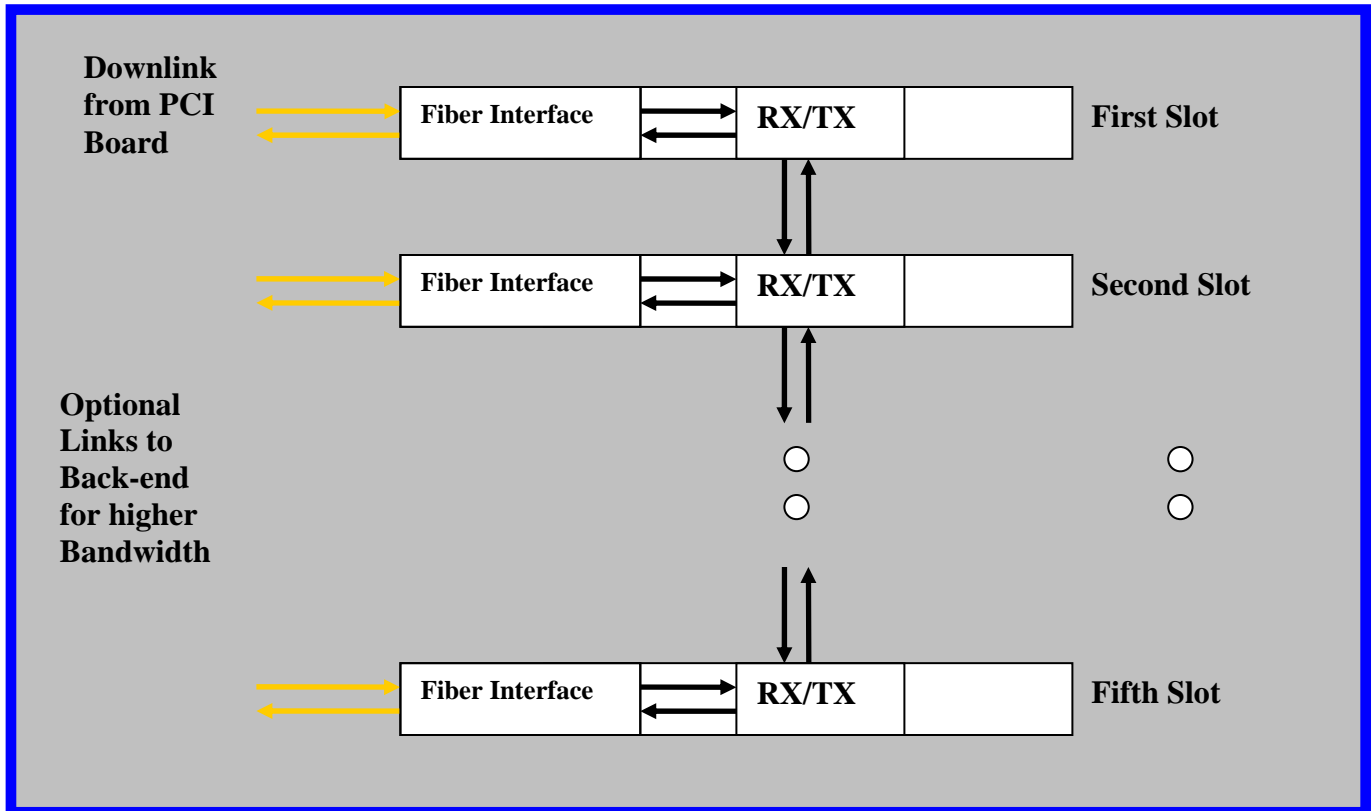 Downlink
from PCI
Board
Fiber Interface
RX/TX
First Slot
Fiber Interface
RX/TX
Second Slot
Optional
Links to
Back-end
for higher
Bandwidth
Fiber Interface
RX/TX
Fifth Slot